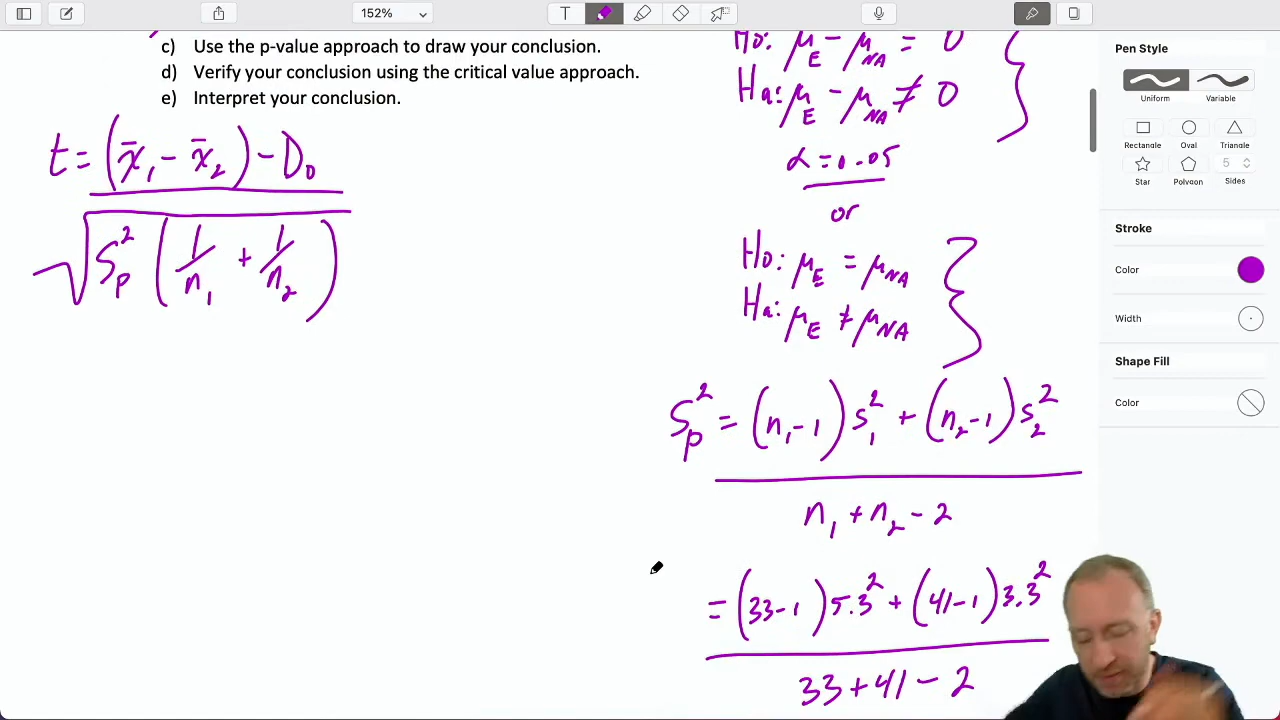 152%
T
c) Use the p-value approach to draw your conclusion.
d) Verify your conclusion using the critical value approach.
e) Interpret your conclusion.
t = (x̄₁ - x̄₂) - D₀
√ Sp² (1/n₁ + 1/n₂)
Ho: μE - μNA = 0
Ha: μE - μNA ≠ 0
α = 0.05
or
Ho: μE = μNA
Ha: μE ≠ μNA
Sp² = (n₁-1) s₁² + (n₂-1) s₂²
n₁ + n₂ - 2
= (33-1) 5.3² + (41-1) 3.3²
33 + 41 - 2
Pen Style
Uniform
Variable
Rectangle
Oval
Triangle
5
Star
Polygon
Sides
Stroke
Color
Width
Shape Fill
Color